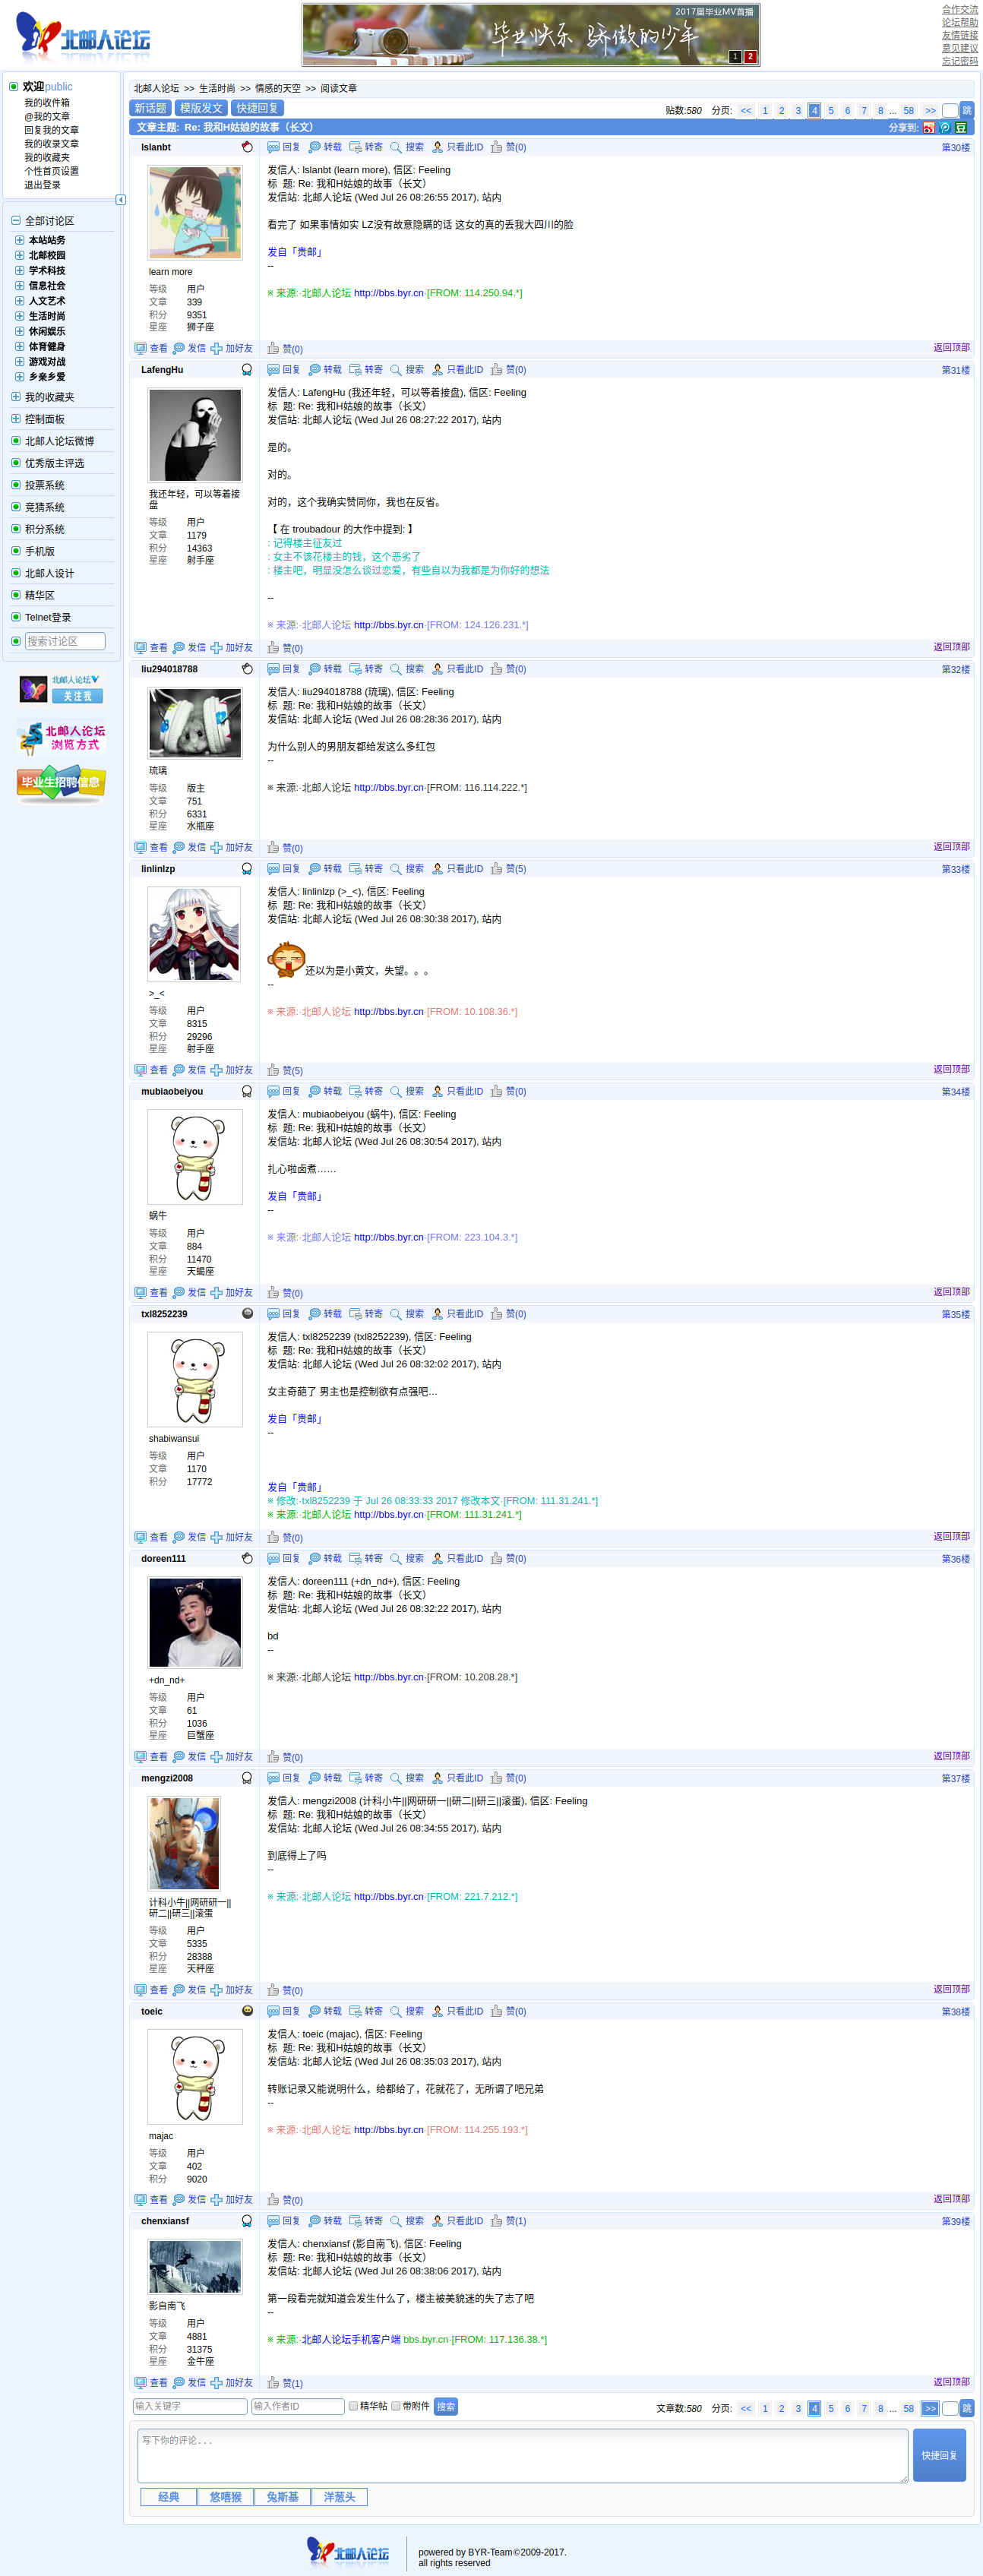 北邮人论坛
2017届毕业MV首播
毕业快乐 骄傲的少年
1 2
合作交流
论坛帮助
友情链接
意见建议
忘记密码
欢迎public
我的收件箱
@我的文章
回复我的文章
我的收录文章
我的收藏夹
个性首页设置
退出登录
全部讨论区
本站站务
北邮校园
学术科技
信息社会
人文艺术
生活时尚
休闲娱乐
体育健身
游戏对战
乡亲乡爱
我的收藏夹
控制面板
北邮人论坛微博
优秀版主评选
投票系统
竞猜系统
积分系统
手机版
北邮人设计
精华区
Telnet登录
搜索讨论区
北邮人论坛
关注我
北邮人论坛
浏览方式
毕业生招聘信息
北邮人论坛 >> 生活时尚 >> 情感的天空 >> 阅读文章
新话题 模版发文 快捷回复
贴数:580 分页: << 1 2 3 4 5 6 7 8 ... 58 >> 跳
文章主题: Re: 我和H姑娘的故事（长文）
分享到:
lslanbt
回复 转载 转寄 搜索 只看此ID 赞(0) 第30楼
learn more
等级 用户
文章 339
积分 9351
星座 狮子座
发信人: lslanbt (learn more), 信区: Feeling
标 题: Re: 我和H姑娘的故事（长文）
发信站: 北邮人论坛 (Wed Jul 26 08:26:55 2017), 站内
看完了 如果事情如实 LZ没有故意隐瞒的话 这女的真的丢我大四川的脸
发自「贵邮」
--
※ 来源:·北邮人论坛 http://bbs.byr.cn·[FROM: 114.250.94.*]
查看 发信 加好友 赞(0) 返回顶部
LafengHu
回复 转载 转寄 搜索 只看此ID 赞(0) 第31楼
我还年轻，可以等着接
盘
等级 用户
文章 1179
积分 14363
星座 射手座
发信人: LafengHu (我还年轻，可以等着接盘), 信区: Feeling
标 题: Re: 我和H姑娘的故事（长文）
发信站: 北邮人论坛 (Wed Jul 26 08:27:22 2017), 站内
是的。
对的。
对的，这个我确实赞同你，我也在反省。
【 在 troubadour 的大作中提到: 】
: 记得楼主征友过
: 女主不该花楼主的钱，这个恶劣了
: 楼主吧，明显没怎么谈过恋爱，有些自以为我都是为你好的想法
--
※ 来源:·北邮人论坛 http://bbs.byr.cn·[FROM: 124.126.231.*]
查看 发信 加好友 赞(0) 返回顶部
liu294018788
回复 转载 转寄 搜索 只看此ID 赞(0) 第32楼
琉璃
等级 版主
文章 751
积分 6331
星座 水瓶座
发信人: liu294018788 (琉璃), 信区: Feeling
标 题: Re: 我和H姑娘的故事（长文）
发信站: 北邮人论坛 (Wed Jul 26 08:28:36 2017), 站内
为什么别人的男朋友都给发这么多红包
--
※ 来源:·北邮人论坛 http://bbs.byr.cn·[FROM: 116.114.222.*]
查看 发信 加好友 赞(0) 返回顶部
linlinlzp
回复 转载 转寄 搜索 只看此ID 赞(5) 第33楼
>_<
等级 用户
文章 8315
积分 29296
星座 射手座
发信人: linlinlzp (>_<), 信区: Feeling
标 题: Re: 我和H姑娘的故事（长文）
发信站: 北邮人论坛 (Wed Jul 26 08:30:38 2017), 站内
还以为是小黄文，失望。。。
--
※ 来源:·北邮人论坛 http://bbs.byr.cn·[FROM: 10.108.36.*]
查看 发信 加好友 赞(5) 返回顶部
mubiaobeiyou
回复 转载 转寄 搜索 只看此ID 赞(0) 第34楼
蜗牛
等级 用户
文章 884
积分 11470
星座 天蝎座
发信人: mubiaobeiyou (蜗牛), 信区: Feeling
标 题: Re: 我和H姑娘的故事（长文）
发信站: 北邮人论坛 (Wed Jul 26 08:30:54 2017), 站内
扎心啦卤煮……
发自「贵邮」
--
※ 来源:·北邮人论坛 http://bbs.byr.cn·[FROM: 223.104.3.*]
查看 发信 加好友 赞(0) 返回顶部
txl8252239
回复 转载 转寄 搜索 只看此ID 赞(0) 第35楼
shabiwansui
等级 用户
文章 1170
积分 17772
发信人: txl8252239 (txl8252239), 信区: Feeling
标 题: Re: 我和H姑娘的故事（长文）
发信站: 北邮人论坛 (Wed Jul 26 08:32:02 2017), 站内
女主奇葩了 男主也是控制欲有点强吧…
发自「贵邮」
--
发自「贵邮」
※ 修改:·txl8252239 于 Jul 26 08:33:33 2017 修改本文·[FROM: 111.31.241.*]
※ 来源:·北邮人论坛 http://bbs.byr.cn·[FROM: 111.31.241.*]
查看 发信 加好友 赞(0) 返回顶部
doreen111
回复 转载 转寄 搜索 只看此ID 赞(0) 第36楼
+dn_nd+
等级 用户
文章 61
积分 1036
星座 巨蟹座
发信人: doreen111 (+dn_nd+), 信区: Feeling
标 题: Re: 我和H姑娘的故事（长文）
发信站: 北邮人论坛 (Wed Jul 26 08:32:22 2017), 站内
bd
--
※ 来源:·北邮人论坛 http://bbs.byr.cn·[FROM: 10.208.28.*]
查看 发信 加好友 赞(0) 返回顶部
mengzi2008
回复 转载 转寄 搜索 只看此ID 赞(0) 第37楼
计科小牛||网研研一||
研二||研三||滚蛋
等级 用户
文章 5335
积分 28388
星座 天秤座
发信人: mengzi2008 (计科小牛||网研研一||研二||研三||滚蛋), 信区: Feeling
标 题: Re: 我和H姑娘的故事（长文）
发信站: 北邮人论坛 (Wed Jul 26 08:34:55 2017), 站内
到底得上了吗
--
※ 来源:·北邮人论坛 http://bbs.byr.cn·[FROM: 221.7.212.*]
查看 发信 加好友 赞(0) 返回顶部
toeic
回复 转载 转寄 搜索 只看此ID 赞(0) 第38楼
majac
等级 用户
文章 402
积分 9020
发信人: toeic (majac), 信区: Feeling
标 题: Re: 我和H姑娘的故事（长文）
发信站: 北邮人论坛 (Wed Jul 26 08:35:03 2017), 站内
转账记录又能说明什么，给都给了，花就花了，无所谓了吧兄弟
--
※ 来源:·北邮人论坛 http://bbs.byr.cn·[FROM: 114.255.193.*]
查看 发信 加好友 赞(0) 返回顶部
chenxiansf
回复 转载 转寄 搜索 只看此ID 赞(1) 第39楼
影自南飞
等级 用户
文章 4881
积分 31375
星座 金牛座
发信人: chenxiansf (影自南飞), 信区: Feeling
标 题: Re: 我和H姑娘的故事（长文）
发信站: 北邮人论坛 (Wed Jul 26 08:38:06 2017), 站内
第一段看完就知道会发生什么了，楼主被美貌迷的失了志了吧
--
※ 来源:·北邮人论坛手机客户端 bbs.byr.cn·[FROM: 117.136.38.*]
查看 发信 加好友 赞(1) 返回顶部
输入关键字 输入作者ID 精华帖 带附件 搜索
文章数:580 分页: << 1 2 3 4 5 6 7 8 ... 58 >> 跳
写下你的评论...
快捷回复
经典 悠嘻猴 兔斯基 洋葱头
北邮人论坛
powered by BYR-Team©2009-2017.
all rights reserved